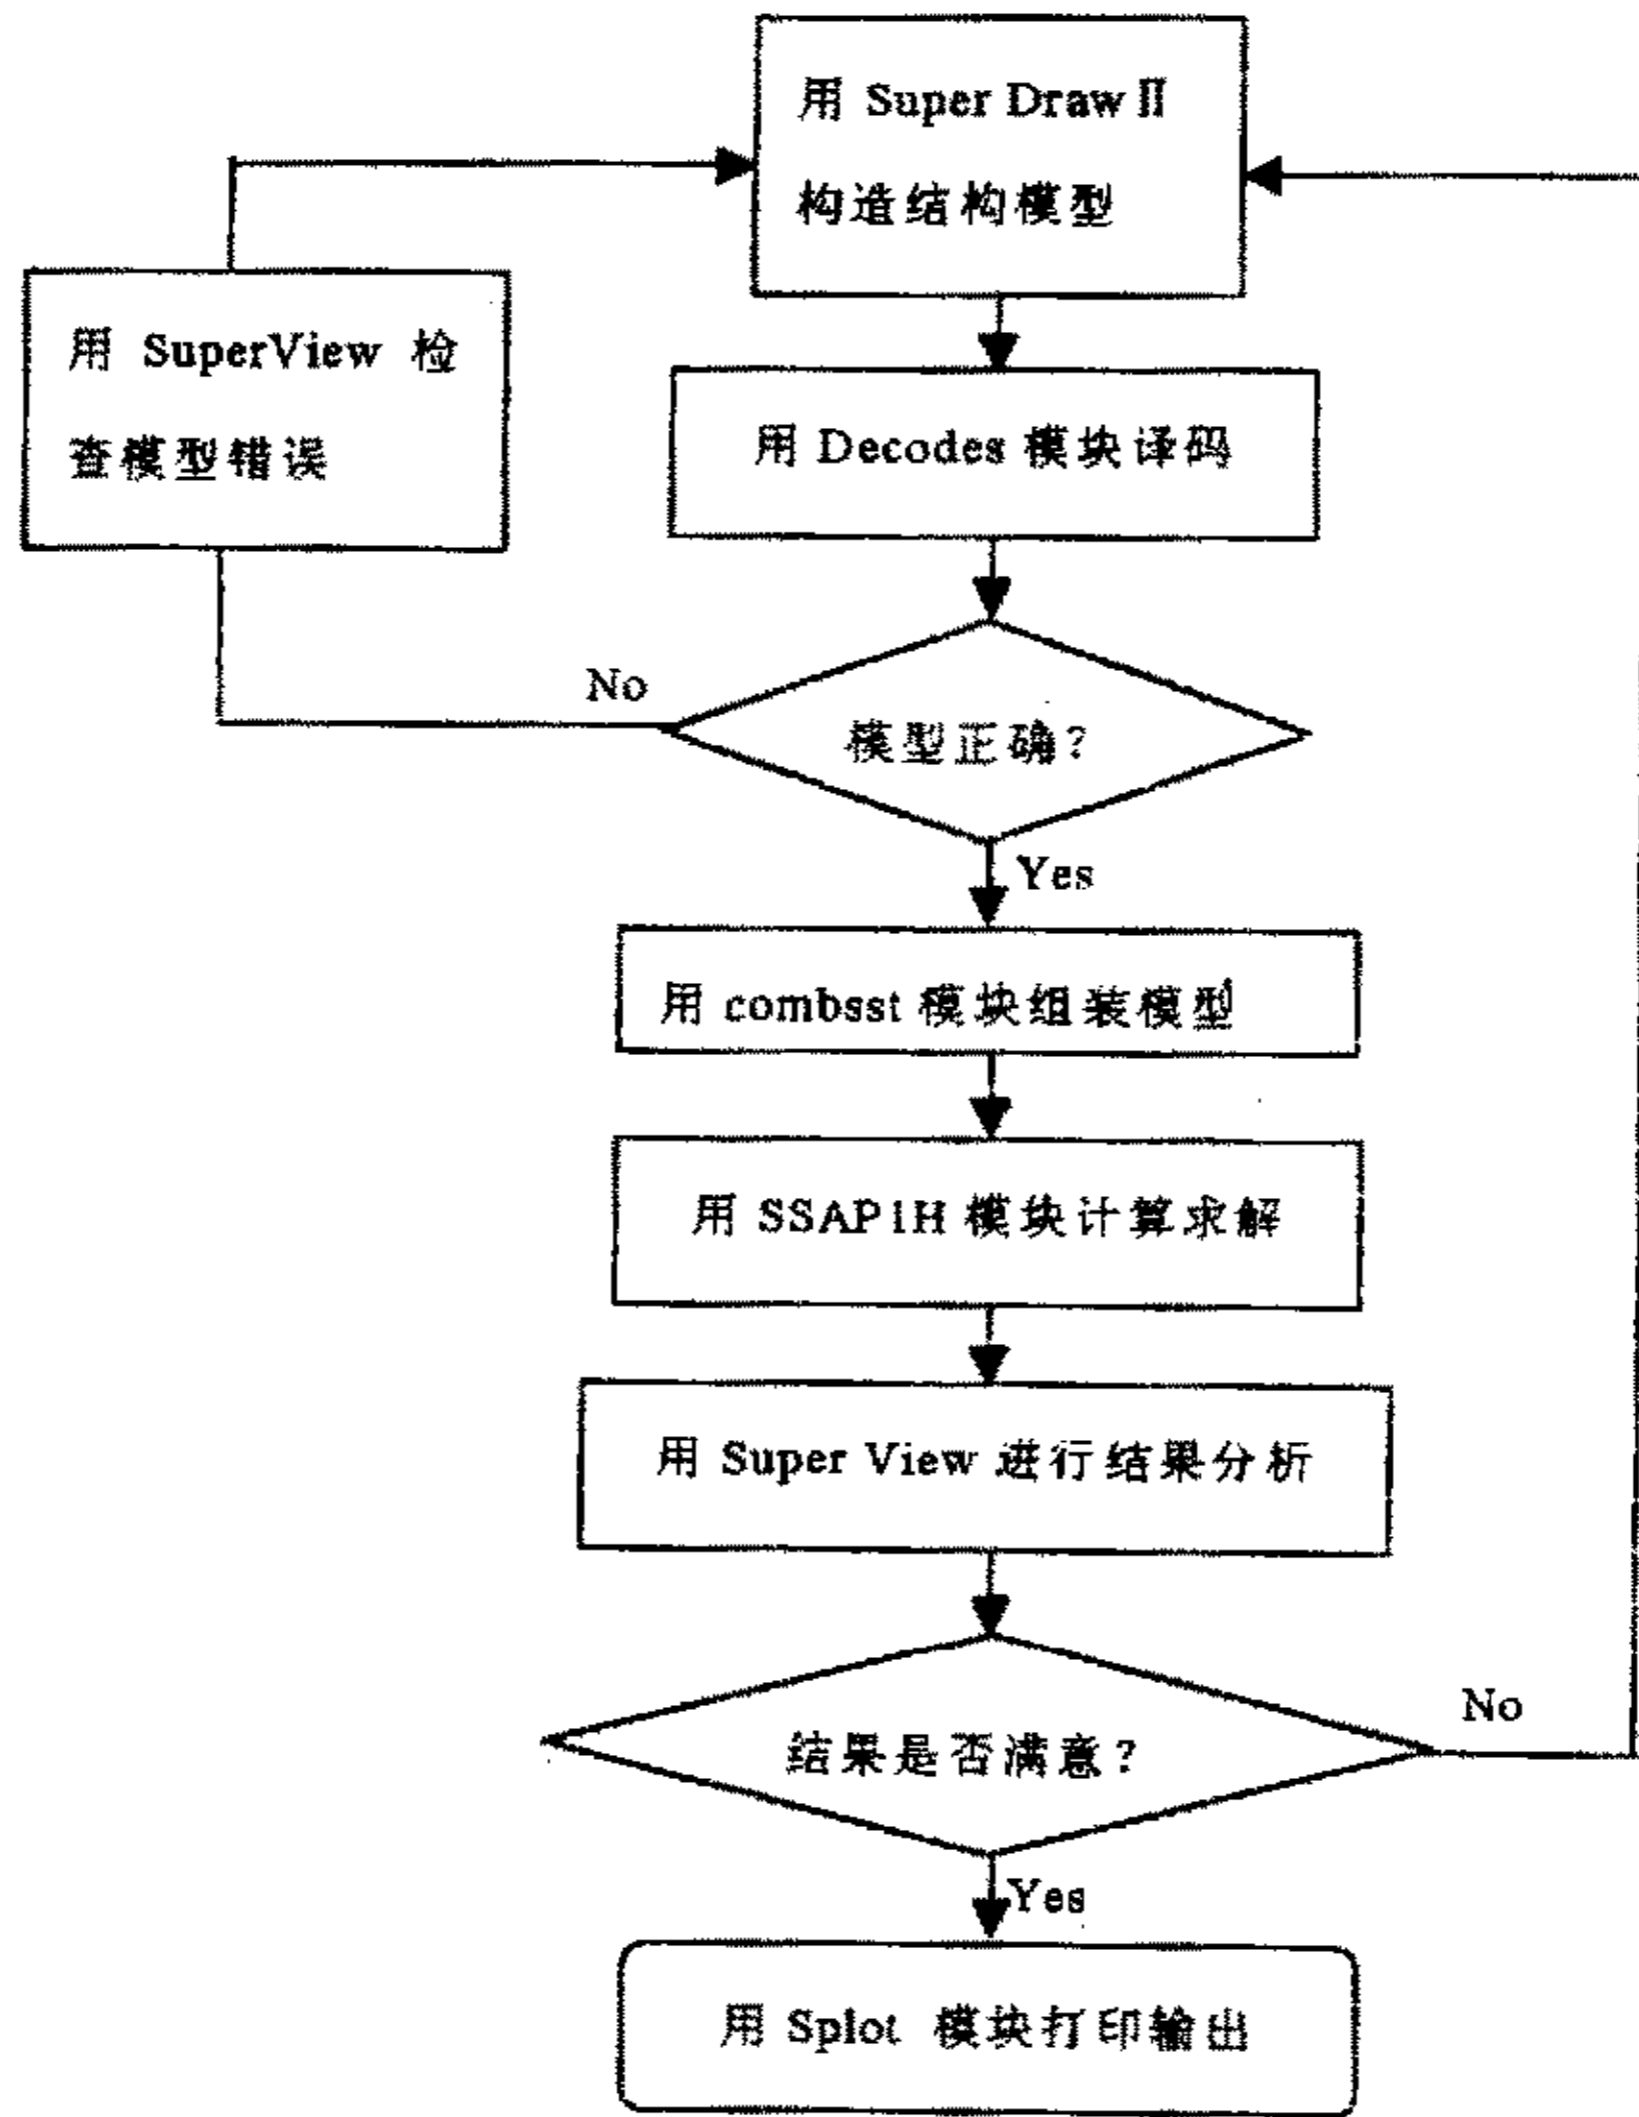 用 Super Draw Ⅱ
构造结构模型
用 SuperView 检
查模型错误
用 Decodes 模块译码
No
模型正确?
Yes
用 combsst 模块组装模型
用 SSAP1H 模块计算求解
用 Super View 进行结果分析
结果是否满意?
No
Yes
用 Splot 模块打印输出